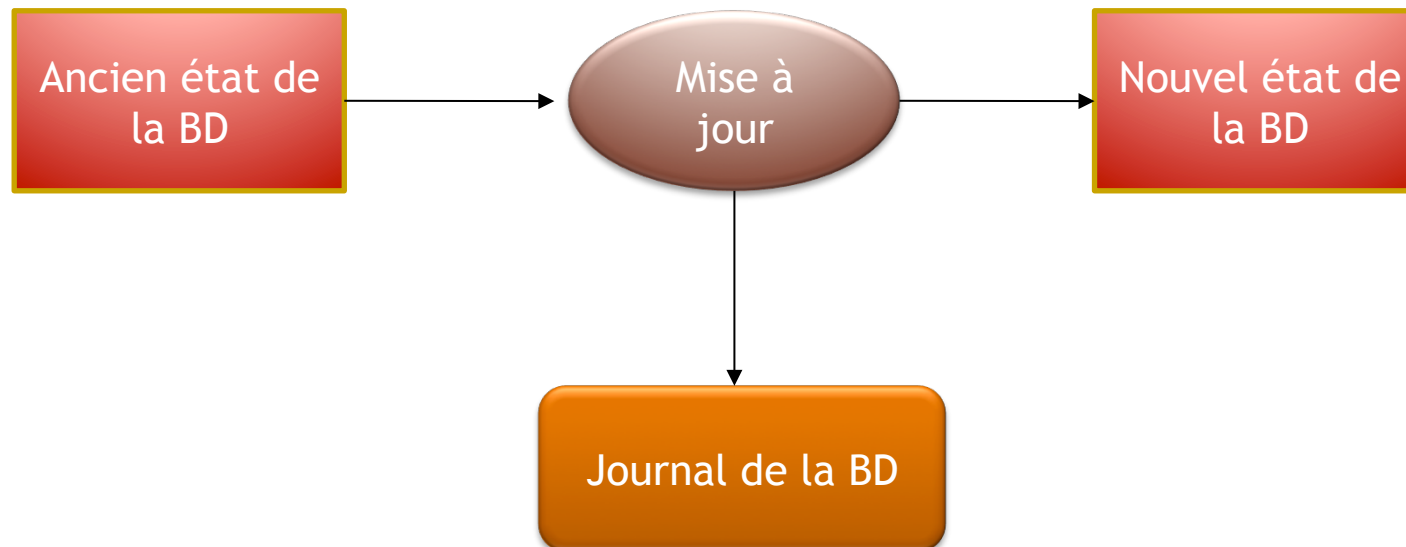 Ancien état de
la BD
Mise à
jour
Nouvel état de
la BD
Journal de la BD